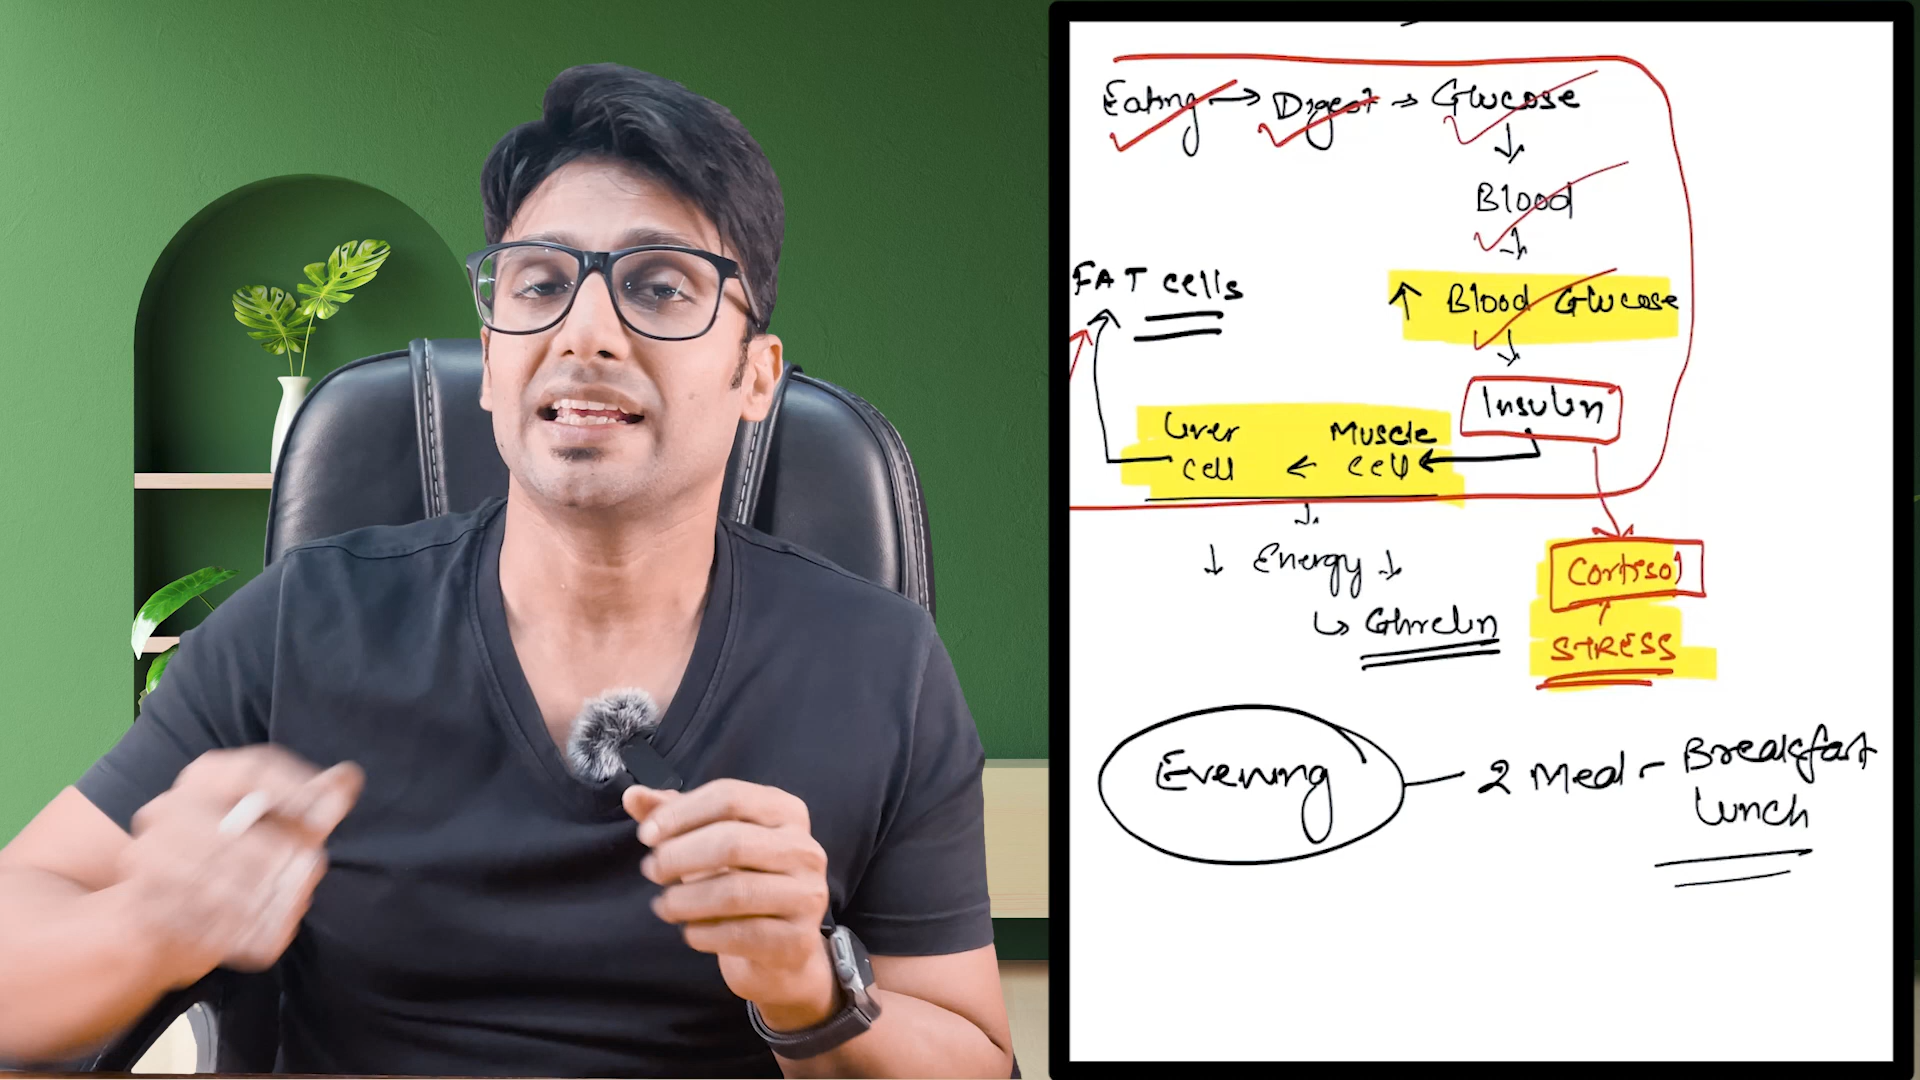 Eating → Digest → Glucose
↓
Blood
↓
↑ Blood Glucose
↓
FAT cells
Insulin
Liver cell ← Muscle cell
↓
↓ Energy ↓
↳ Ghrelin
Cortisol
↑
STRESS
Evening — 2 Meal - Breakfast
Lunch